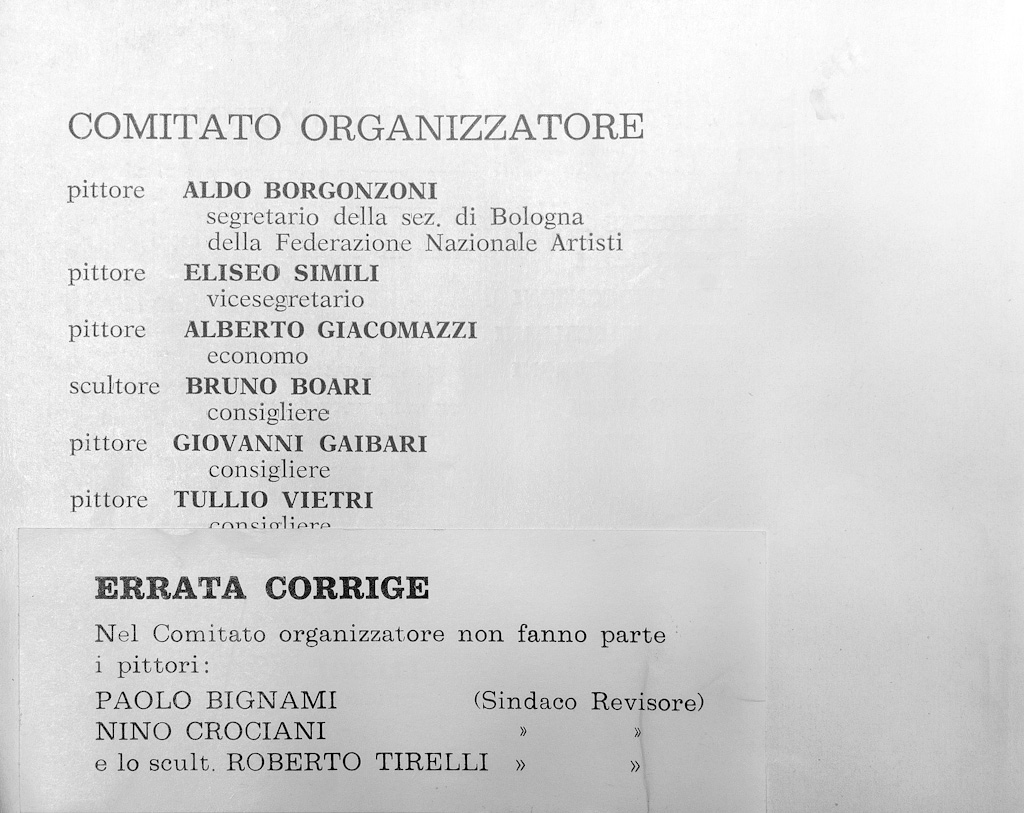 COMITATO ORGANIZZATORE
pittore ALDO BORGONZONI
segretario della sez. di Bologna
della Federazione Nazionale Artisti
pittore ELISEO SIMILI
vicesegretario
pittore ALBERTO GIACOMAZZI
economo
scultore BRUNO BOARI
consigliere
pittore GIOVANNI GAIBARI
consigliere
pittore TULLIO VIETRI
consigliere
ERRATA CORRIGE
Nel Comitato organizzatore non fanno parte
i pittori:
PAOLO BIGNAMI (Sindaco Revisore)
NINO CROCIANI » »
e lo scult. ROBERTO TIRELLI » »